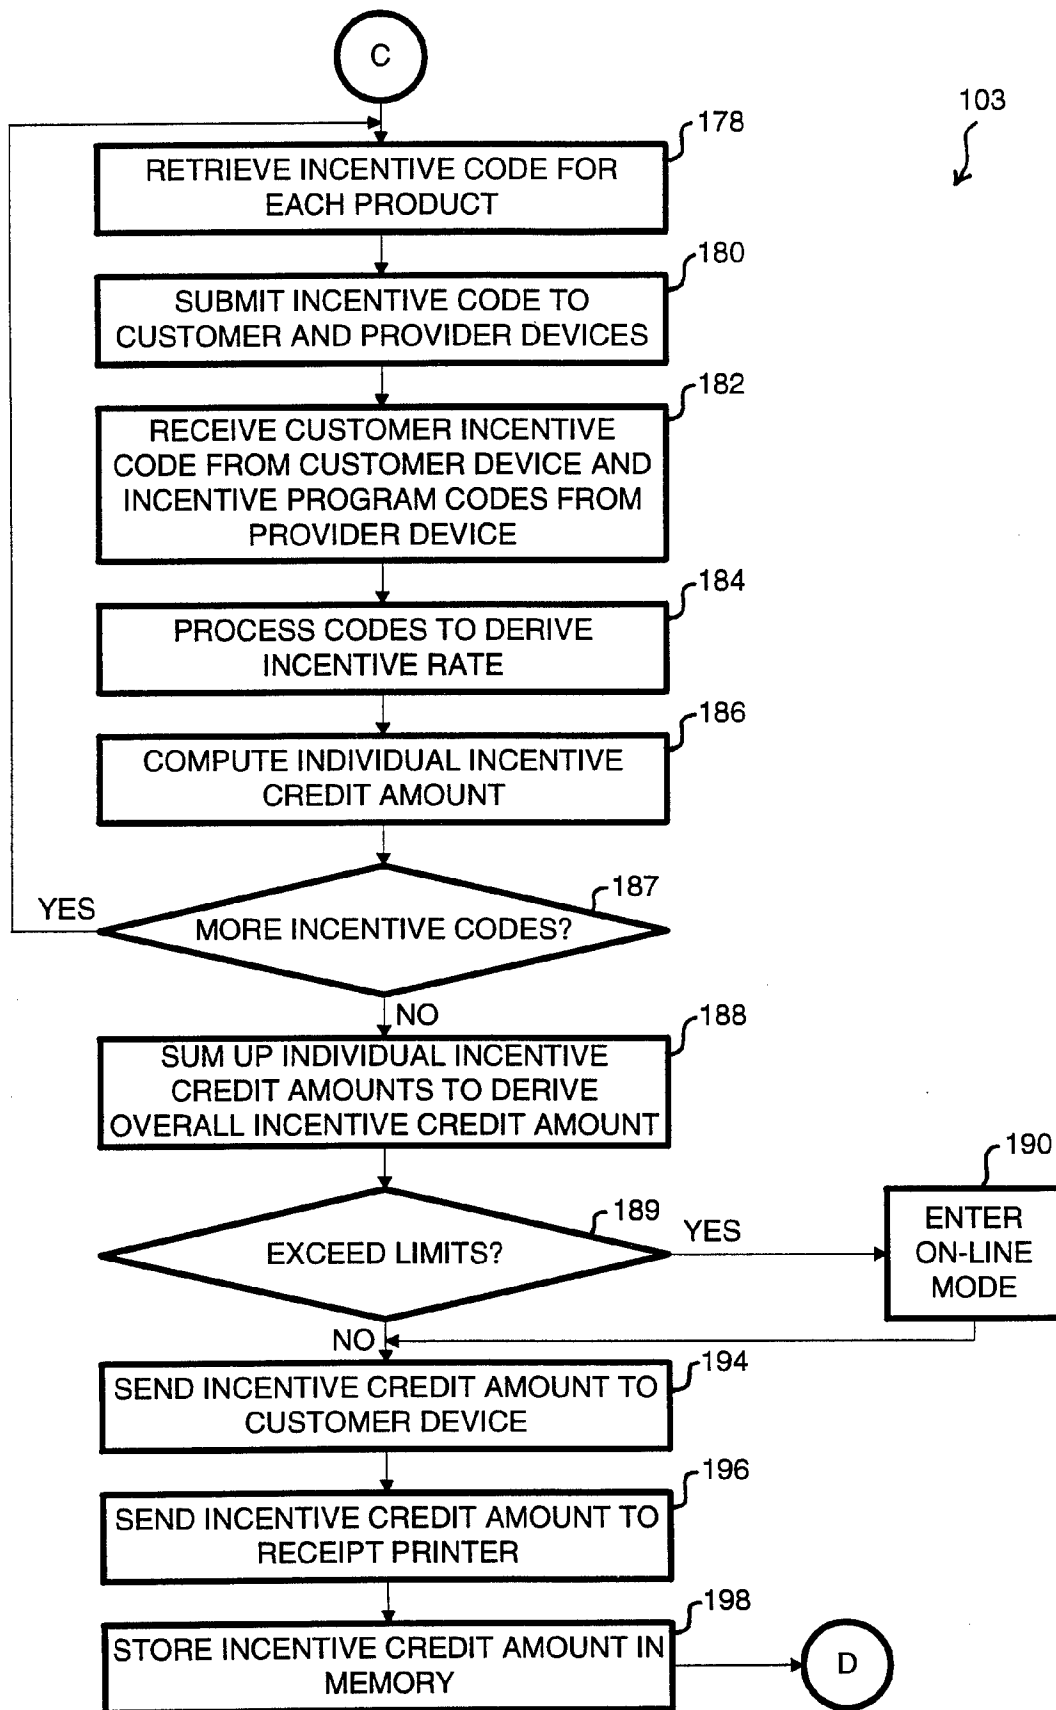 C
103
178
RETRIEVE INCENTIVE CODE FOR
EACH PRODUCT
180
SUBMIT INCENTIVE CODE TO
CUSTOMER AND PROVIDER DEVICES
182
RECEIVE CUSTOMER INCENTIVE
CODE FROM CUSTOMER DEVICE AND
INCENTIVE PROGRAM CODES FROM
PROVIDER DEVICE
184
PROCESS CODES TO DERIVE
INCENTIVE RATE
186
COMPUTE INDIVIDUAL INCENTIVE
CREDIT AMOUNT
187
YES
MORE INCENTIVE CODES?
NO
188
SUM UP INDIVIDUAL INCENTIVE
CREDIT AMOUNTS TO DERIVE
OVERALL INCENTIVE CREDIT AMOUNT
189
EXCEED LIMITS?
YES
190
ENTER
ON-LINE
MODE
NO
194
SEND INCENTIVE CREDIT AMOUNT TO
CUSTOMER DEVICE
196
SEND INCENTIVE CREDIT AMOUNT TO
RECEIPT PRINTER
198
STORE INCENTIVE CREDIT AMOUNT IN
MEMORY
D